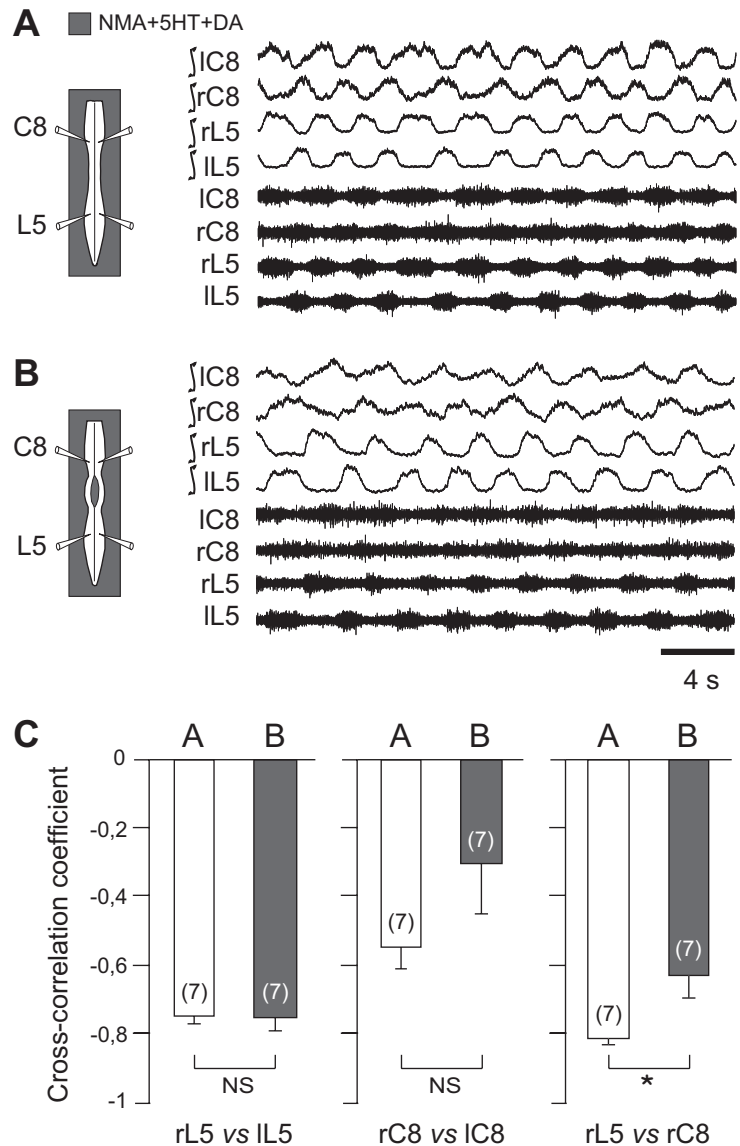 A
NMA+5HT+DA
C8
L5
lC8
rC8
rL5
lL5
lC8
rC8
rL5
lL5
B
C8
L5
lC8
rC8
rL5
lL5
lC8
rC8
rL5
lL5
4 s
C
Cross-correlation coefficient
0
-0,2
-0,4
-0,6
-0,8
-1
A B
(7) (7)
NS
rL5 vs lL5
A B
(7) (7)
NS
rC8 vs lC8
A B
(7) (7)
*
rL5 vs rC8